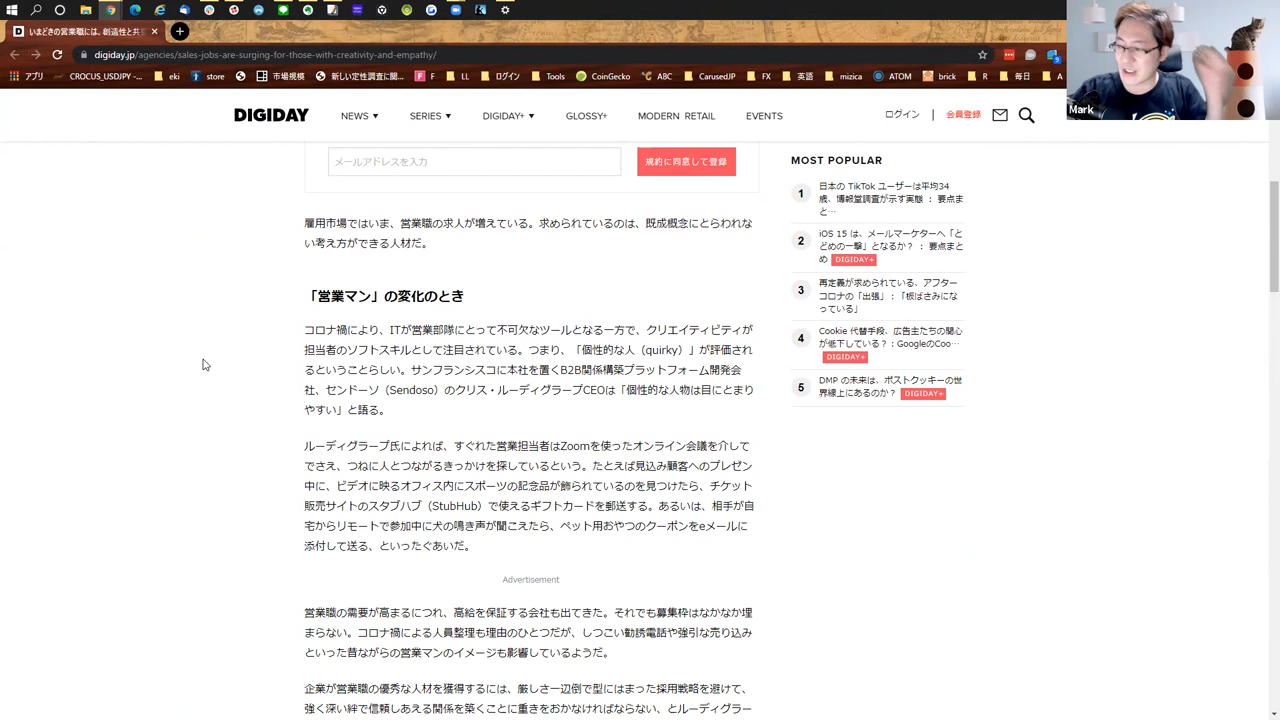 いまどきの営業職には、創造性と共
digiday.jp/agencies/sales-jobs-are-surging-for-those-with-creativity-and-empathy/
アプリ CROCUS_USDJPY - eki store 市場規模 新しい定性調査に関し F LL ログイン Tools CoinGecko ABC CarusedJP FX 英語 mizica ATOM brick R 毎日 A
Mark
DIGIDAY NEWS SERIES DIGIDAY+ GLOSSY+ MODERN RETAIL EVENTS ログイン | 会員登録
メールアドレスを入力 規約に同意して登録
雇用市場ではいま、営業職の求人が増えている。求められているのは、既成概念にとらわれな
い考え方ができる人材だ。
「営業マン」の変化のとき
コロナ禍により、ITが営業部隊にとって不可欠なツールとなる一方で、クリエイティビティが
担当者のソフトスキルとして注目されている。つまり、「個性的な人（quirky）」が評価され
るということらしい。サンフランシスコに本社を置くB2B関係構築プラットフォーム開発会
社、センドーソ（Sendoso）のクリス・ルーディグラープCEOは「個性的な人物は目にとまり
やすい」と語る。
ルーディグラープ氏によれば、すぐれた営業担当者はZoomを使ったオンライン会議を介して
でさえ、つねに人とつながるきっかけを探しているという。たとえば見込み顧客へのプレゼン
中に、ビデオに映るオフィス内にスポーツの記念品が飾られているのを見つけたら、チケット
販売サイトのスタブハブ（StubHub）で使えるギフトカードを郵送する。あるいは、相手が自
宅からリモートで参加中に犬の鳴き声が聞こえたら、ペット用おやつのクーポンをeメールに
添付して送る、といったぐあいだ。
Advertisement
営業職の需要が高まるにつれ、高給を保証する会社も出てきた。それでも募集枠はなかなか埋
まらない。コロナ禍による人員整理も理由のひとつだが、しつこい勧誘電話や強引な売り込み
といった昔ながらの営業マンのイメージも影響しているようだ。
企業が営業職の優秀な人材を獲得するには、厳しさ一辺倒で型にはまった採用戦略を避けて、
強く深い絆で信頼しあえる関係を築くことに重きをおかなければならない、とルーディグラー
MOST POPULAR
1 日本の TikTok ユーザーは平均34
歳、博報堂調査が示す実態 ： 要点ま
と…
2 iOS 15 は、メールマーケターへ「と
どめの一撃」となるか？ ： 要点まと
め DIGIDAY+
3 再定義が求められている、アフター
コロナの「出張」：「板ばさみにな
っている」
4 Cookie 代替手段、広告主たちの関心
が低下している？：GoogleのCoo…
DIGIDAY+
5 DMP の未来は、ポストクッキーの世
界線上にあるのか？ DIGIDAY+